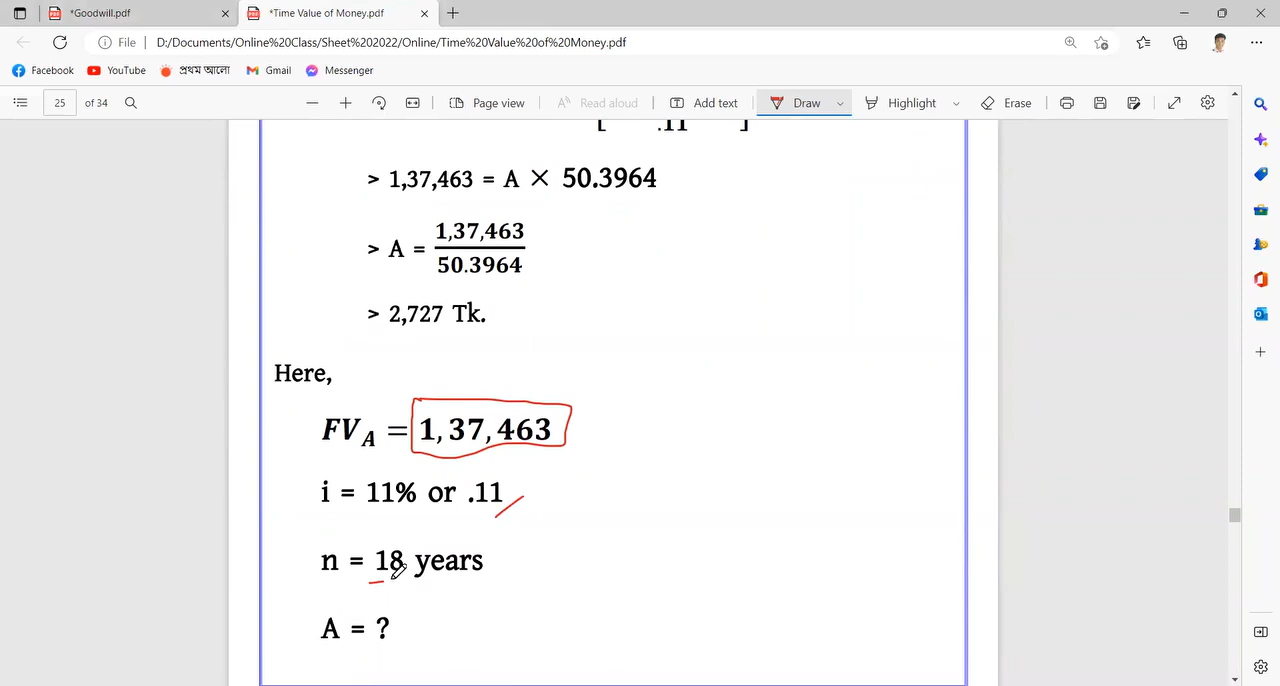 *Goodwill.pdf
*Time Value of Money.pdf
File D:/Documents/Online%20Class/Sheet%202022/Online/Time%20Value%20of%20Money.pdf
Facebook YouTube প্রথম আলো Gmail Messenger
25 of 34 Page view Read aloud Add text Draw Highlight Erase
[ .11 ]
> 1,37,463 = A × 50.3964
> A = 1,37,463
50.3964
> 2,727 Tk.
Here,
FVA = 1,37,463
i = 11% or .11
n = 18 years
A = ?